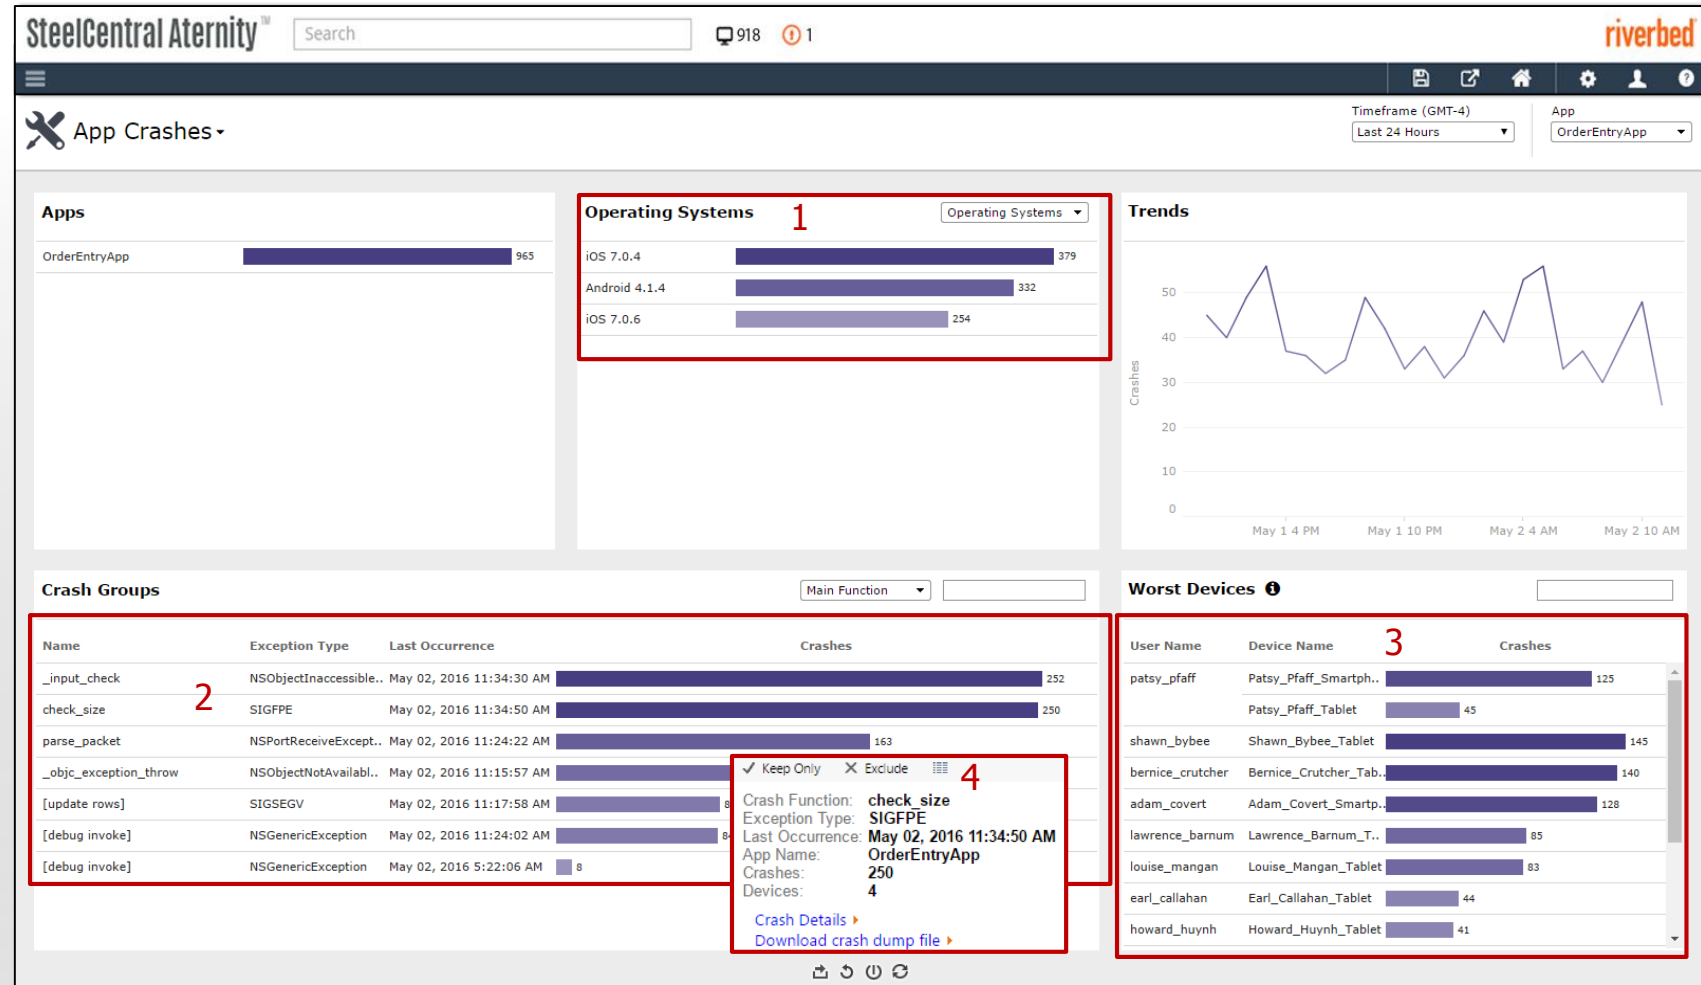 SteelCentral Aternity™
Search
918
1
riverbed
App Crashes
Timeframe (GMT-4)
Last 24 Hours
App
OrderEntryApp
Apps
OrderEntryApp 965
Operating Systems 1 Operating Systems
iOS 7.0.4 379
Android 4.1.4 332
iOS 7.0.6 254
Trends
Crashes
50
40
30
20
10
0
May 1 4 PM May 1 10 PM May 2 4 AM May 2 10 AM
Crash Groups Main Function
2
Name Exception Type Last Occurrence Crashes
_input_check NSObjectInaccessible.. May 02, 2016 11:34:30 AM 252
check_size SIGFPE May 02, 2016 11:34:50 AM 250
parse_packet NSPortReceiveExcept.. May 02, 2016 11:24:22 AM 163
_objc_exception_throw NSObjectNotAvailabl.. May 02, 2016 11:15:57 AM
[update rows] SIGSEGV May 02, 2016 11:17:58 AM
[debug invoke] NSGenericException May 02, 2016 11:24:02 AM
[debug invoke] NSGenericException May 02, 2016 5:22:06 AM 8
Keep Only Exclude 4
Crash Function: check_size
Exception Type: SIGFPE
Last Occurrence: May 02, 2016 11:34:50 AM
App Name: OrderEntryApp
Crashes: 250
Devices: 4
Crash Details
Download crash dump file
Worst Devices
3
User Name Device Name Crashes
patsy_pfaff Patsy_Pfaff_Smartph.. 125
Patsy_Pfaff_Tablet 45
shawn_bybee Shawn_Bybee_Tablet 145
bernice_crutcher Bernice_Crutcher_Tab.. 140
adam_covert Adam_Covert_Smartp.. 128
lawrence_barnum Lawrence_Barnum_T.. 85
louise_mangan Louise_Mangan_Tablet 83
earl_callahan Earl_Callahan_Tablet 44
howard_huynh Howard_Huynh_Tablet 41